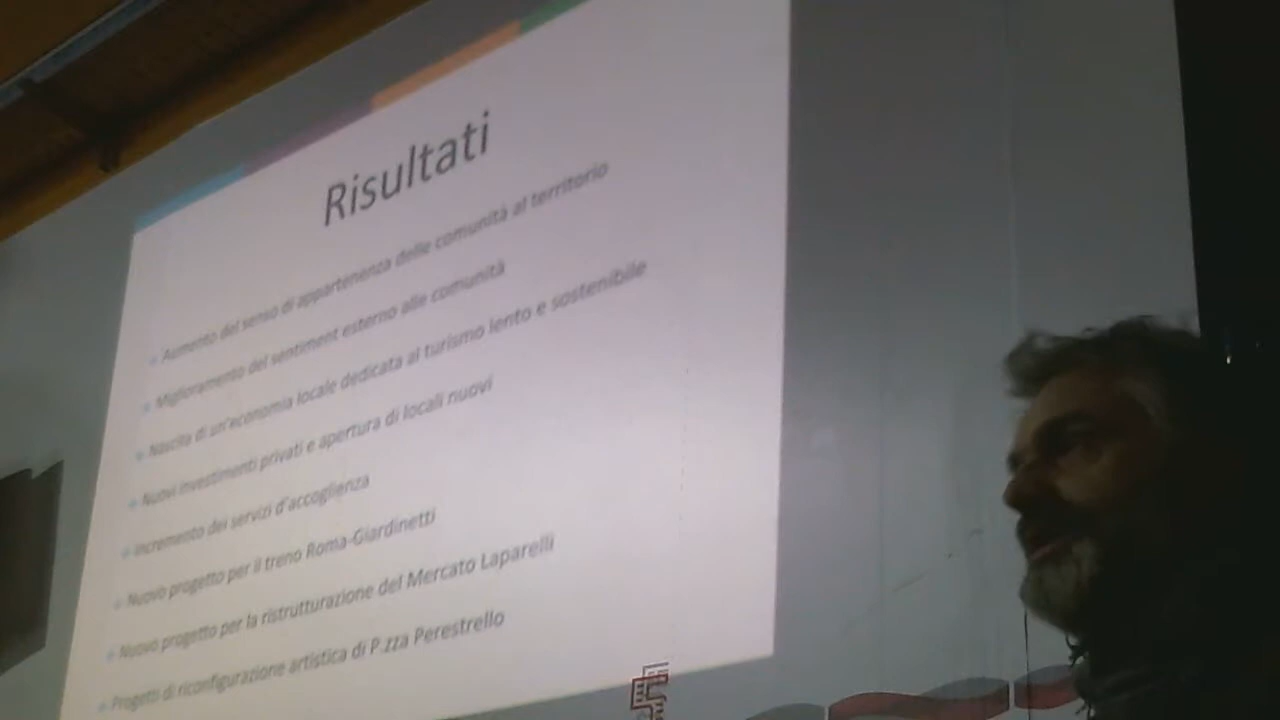 Risultati
Aumento del senso di appartenenza delle comunità al territorio
Miglioramento del sentiment esterno alle comunità
Nascita di un'economia locale dedicata al turismo lento e sostenibile
Nuovi investimenti privati e apertura di locali nuovi
Incremento dei servizi d'accoglienza
Nuovo progetto per il treno Roma-Giardinetti
Nuovo progetto per la ristrutturazione del Mercato Laparelli
Progetti di riconfigurazione artistica di P.zza Perestrello